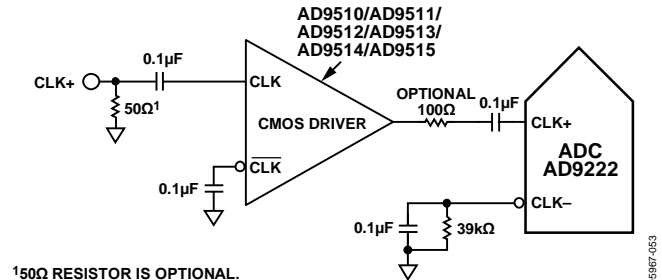 AD9510/AD9511/
AD9512/AD9513/
AD9514/AD9515
0.1µF
CLK+
CLK
50Ω¹
OPTIONAL
100Ω
0.1µF
CLK+
CMOS DRIVER
ADC
AD9222
CLK
0.1µF
CLK–
0.1µF
39kΩ
¹50Ω RESISTOR IS OPTIONAL.
5967-053